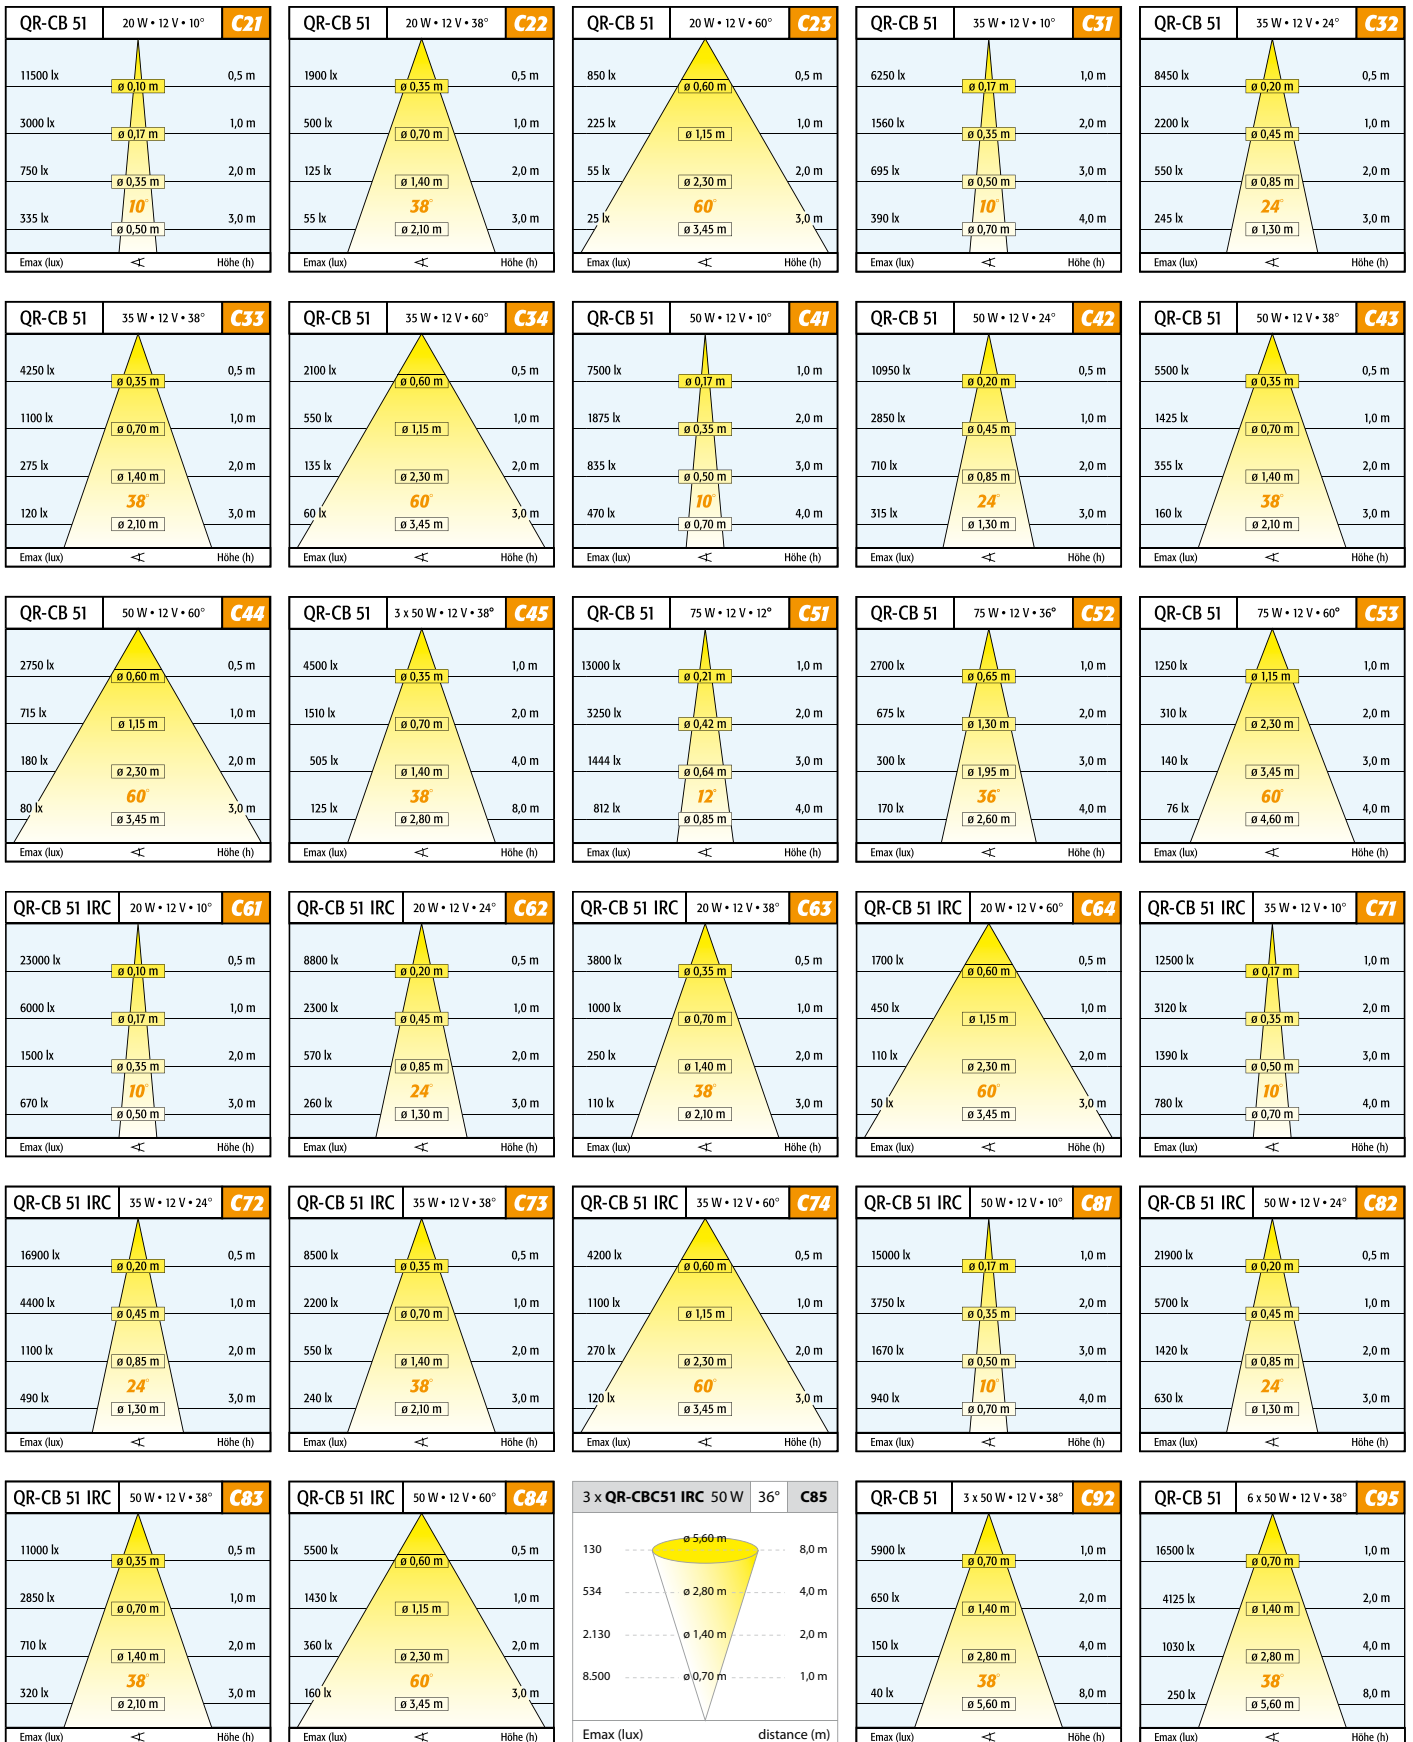 QR-CB 51 20 W • 12 V • 10° C21
11500 lx ø 0,10 m 0,5 m
3000 lx ø 0,17 m 1,0 m
750 lx ø 0,35 m 2,0 m
10°
335 lx ø 0,50 m 3,0 m
Emax (lux) Höhe (h)
QR-CB 51 20 W • 12 V • 38° C22
1900 lx ø 0,35 m 0,5 m
500 lx ø 0,70 m 1,0 m
125 lx ø 1,40 m 2,0 m
38°
55 lx ø 2,10 m 3,0 m
Emax (lux) Höhe (h)
QR-CB 51 20 W • 12 V • 60° C23
850 lx ø 0,60 m 0,5 m
225 lx ø 1,15 m 1,0 m
55 lx ø 2,30 m 2,0 m
60°
25 lx ø 3,45 m 3,0 m
Emax (lux) Höhe (h)
QR-CB 51 35 W • 12 V • 10° C31
6250 lx ø 0,17 m 1,0 m
1560 lx ø 0,35 m 2,0 m
695 lx ø 0,50 m 3,0 m
10°
390 lx ø 0,70 m 4,0 m
Emax (lux) Höhe (h)
QR-CB 51 35 W • 12 V • 24° C32
8450 lx ø 0,20 m 0,5 m
2200 lx ø 0,45 m 1,0 m
550 lx ø 0,85 m 2,0 m
24°
245 lx ø 1,30 m 3,0 m
Emax (lux) Höhe (h)
QR-CB 51 35 W • 12 V • 38° C33
4250 lx ø 0,35 m 0,5 m
1100 lx ø 0,70 m 1,0 m
275 lx ø 1,40 m 2,0 m
38°
120 lx ø 2,10 m 3,0 m
Emax (lux) Höhe (h)
QR-CB 51 35 W • 12 V • 60° C34
2100 lx ø 0,60 m 0,5 m
550 lx ø 1,15 m 1,0 m
135 lx ø 2,30 m 2,0 m
60°
60 lx ø 3,45 m 3,0 m
Emax (lux) Höhe (h)
QR-CB 51 50 W • 12 V • 10° C41
7500 lx ø 0,17 m 1,0 m
1875 lx ø 0,35 m 2,0 m
835 lx ø 0,50 m 3,0 m
10°
470 lx ø 0,70 m 4,0 m
Emax (lux) Höhe (h)
QR-CB 51 50 W • 12 V • 24° C42
10950 lx ø 0,20 m 0,5 m
2850 lx ø 0,45 m 1,0 m
710 lx ø 0,85 m 2,0 m
24°
315 lx ø 1,30 m 3,0 m
Emax (lux) Höhe (h)
QR-CB 51 50 W • 12 V • 38° C43
5500 lx ø 0,35 m 0,5 m
1425 lx ø 0,70 m 1,0 m
355 lx ø 1,40 m 2,0 m
38°
160 lx ø 2,10 m 3,0 m
Emax (lux) Höhe (h)
QR-CB 51 50 W • 12 V • 60° C44
2750 lx ø 0,60 m 0,5 m
715 lx ø 1,15 m 1,0 m
180 lx ø 2,30 m 2,0 m
60°
80 lx ø 3,45 m 3,0 m
Emax (lux) Höhe (h)
QR-CB 51 3 x 50 W • 12 V • 38° C45
4500 lx ø 0,35 m 1,0 m
1510 lx ø 0,70 m 2,0 m
505 lx ø 1,40 m 4,0 m
38°
125 lx ø 2,80 m 8,0 m
Emax (lux) Höhe (h)
QR-CB 51 75 W • 12 V • 12° C51
13000 lx ø 0,21 m 1,0 m
3250 lx ø 0,42 m 2,0 m
1444 lx ø 0,64 m 3,0 m
12°
812 lx ø 0,85 m 4,0 m
Emax (lux) Höhe (h)
QR-CB 51 75 W • 12 V • 36° C52
2700 lx ø 0,65 m 1,0 m
675 lx ø 1,30 m 2,0 m
300 lx ø 1,95 m 3,0 m
36°
170 lx ø 2,60 m 4,0 m
Emax (lux) Höhe (h)
QR-CB 51 75 W • 12 V • 60° C53
1250 lx ø 1,15 m 1,0 m
310 lx ø 2,30 m 2,0 m
140 lx ø 3,45 m 3,0 m
60°
76 lx ø 4,60 m 4,0 m
Emax (lux) Höhe (h)
QR-CB 51 IRC 20 W • 12 V • 10° C61
23000 lx ø 0,10 m 0,5 m
6000 lx ø 0,17 m 1,0 m
1500 lx ø 0,35 m 2,0 m
10°
670 lx ø 0,50 m 3,0 m
Emax (lux) Höhe (h)
QR-CB 51 IRC 20 W • 12 V • 24° C62
8800 lx ø 0,20 m 0,5 m
2300 lx ø 0,45 m 1,0 m
570 lx ø 0,85 m 2,0 m
24°
260 lx ø 1,30 m 3,0 m
Emax (lux) Höhe (h)
QR-CB 51 IRC 20 W • 12 V • 38° C63
3800 lx ø 0,35 m 0,5 m
1000 lx ø 0,70 m 1,0 m
250 lx ø 1,40 m 2,0 m
38°
110 lx ø 2,10 m 3,0 m
Emax (lux) Höhe (h)
QR-CB 51 IRC 20 W • 12 V • 60° C64
1700 lx ø 0,60 m 0,5 m
450 lx ø 1,15 m 1,0 m
110 lx ø 2,30 m 2,0 m
60°
50 lx ø 3,45 m 3,0 m
Emax (lux) Höhe (h)
QR-CB 51 IRC 35 W • 12 V • 10° C71
12500 lx ø 0,17 m 1,0 m
3120 lx ø 0,35 m 2,0 m
1390 lx ø 0,50 m 3,0 m
10°
780 lx ø 0,70 m 4,0 m
Emax (lux) Höhe (h)
QR-CB 51 IRC 35 W • 12 V • 24° C72
16900 lx ø 0,20 m 0,5 m
4400 lx ø 0,45 m 1,0 m
1100 lx ø 0,85 m 2,0 m
24°
490 lx ø 1,30 m 3,0 m
Emax (lux) Höhe (h)
QR-CB 51 IRC 35 W • 12 V • 38° C73
8500 lx ø 0,35 m 0,5 m
2200 lx ø 0,70 m 1,0 m
550 lx ø 1,40 m 2,0 m
38°
240 lx ø 2,10 m 3,0 m
Emax (lux) Höhe (h)
QR-CB 51 IRC 35 W • 12 V • 60° C74
4200 lx ø 0,60 m 0,5 m
1100 lx ø 1,15 m 1,0 m
270 lx ø 2,30 m 2,0 m
60°
120 lx ø 3,45 m 3,0 m
Emax (lux) Höhe (h)
QR-CB 51 IRC 50 W • 12 V • 10° C81
15000 lx ø 0,17 m 1,0 m
3750 lx ø 0,35 m 2,0 m
1670 lx ø 0,50 m 3,0 m
10°
940 lx ø 0,70 m 4,0 m
Emax (lux) Höhe (h)
QR-CB 51 IRC 50 W • 12 V • 24° C82
21900 lx ø 0,20 m 0,5 m
5700 lx ø 0,45 m 1,0 m
1420 lx ø 0,85 m 2,0 m
24°
630 lx ø 1,30 m 3,0 m
Emax (lux) Höhe (h)
QR-CB 51 IRC 50 W • 12 V • 38° C83
11000 lx ø 0,35 m 0,5 m
2850 lx ø 0,70 m 1,0 m
710 lx ø 1,40 m 2,0 m
38°
320 lx ø 2,10 m 3,0 m
Emax (lux) Höhe (h)
QR-CB 51 IRC 50 W • 12 V • 60° C84
5500 lx ø 0,60 m 0,5 m
1430 lx ø 1,15 m 1,0 m
360 lx ø 2,30 m 2,0 m
60°
160 lx ø 3,45 m 3,0 m
Emax (lux) Höhe (h)
3 x QR-CBC51 IRC 50 W 36° C85
130 ø 5,60 m 8,0 m
534 ø 2,80 m 4,0 m
2.130 ø 1,40 m 2,0 m
8.500 ø 0,70 m 1,0 m
Emax (lux) distance (m)
QR-CB 51 3 x 50 W • 12 V • 38° C92
5900 lx ø 0,70 m 1,0 m
650 lx ø 1,40 m 2,0 m
150 lx ø 2,80 m 4,0 m
38°
40 lx ø 5,60 m 8,0 m
Emax (lux) Höhe (h)
QR-CB 51 6 x 50 W • 12 V • 38° C95
16500 lx ø 0,70 m 1,0 m
4125 lx ø 1,40 m 2,0 m
1030 lx ø 2,80 m 4,0 m
38°
250 lx ø 5,60 m 8,0 m
Emax (lux) Höhe (h)